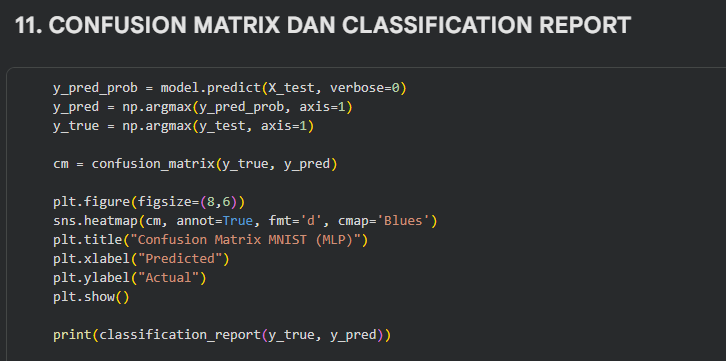 11. CONFUSION MATRIX DAN CLASSIFICATION REPORT
y_pred_prob = model.predict(X_test, verbose=0)
y_pred = np.argmax(y_pred_prob, axis=1)
y_true = np.argmax(y_test, axis=1)
cm = confusion_matrix(y_true, y_pred)
plt.figure(figsize=(8,6))
sns.heatmap(cm, annot=True, fmt='d', cmap='Blues')
plt.title("Confusion Matrix MNIST (MLP)")
plt.xlabel("Predicted")
plt.ylabel("Actual")
plt.show()
print(classification_report(y_true, y_pred))